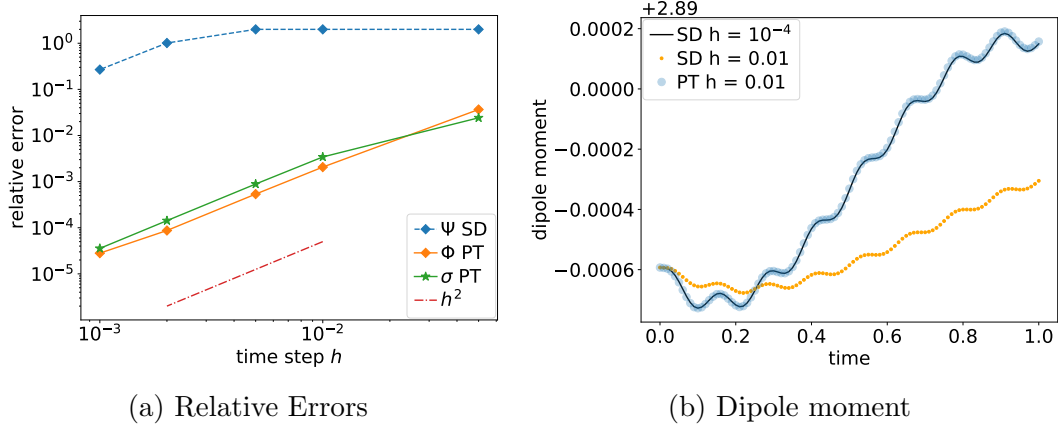 relative error
10⁰
10⁻¹
10⁻²
10⁻³
10⁻⁴
10⁻⁵
Ψ SD
Φ PT
σ PT
h²
10⁻³
10⁻²
time step h
(a) Relative Errors
+2.89
dipole moment
0.0002
0.0000
−0.0002
−0.0004
−0.0006
SD h = 10⁻⁴
SD h = 0.01
PT h = 0.01
0.0 0.2 0.4 0.6 0.8 1.0
time
(b) Dipole moment